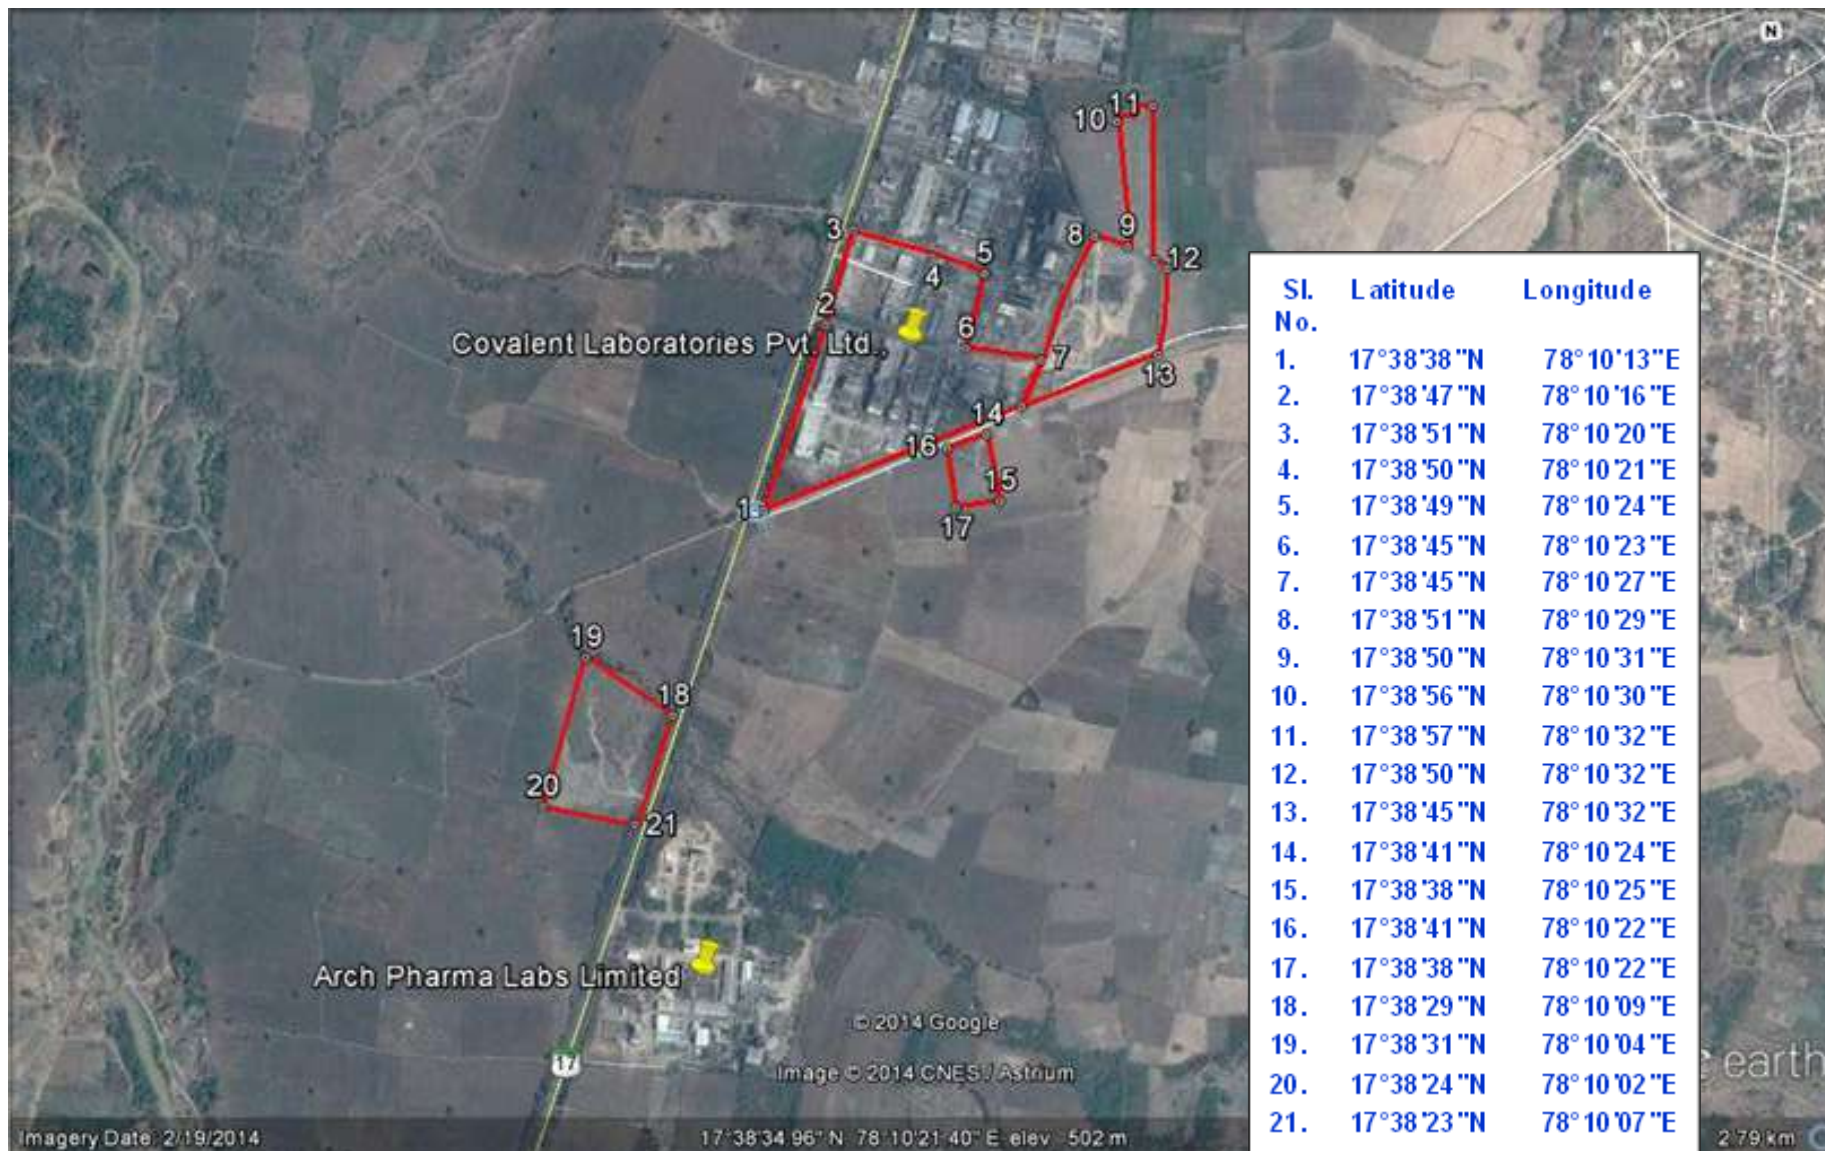 N
11
10
9
8
3
12
5
4
2
6
Covalent Laboratories Pvt. Ltd.,
7
13
14
16
15
1
17
19
18
20
21
Arch Pharma Labs Limited
© 2014 Google
17
Image © 2014 CNES / Astrium
Imagery Date: 2/19/2014
17°38'34.96" N 78°10'21.40" E elev 502 m
Sl. No. Latitude Longitude
1. 17°38'38"N 78°10'13"E
2. 17°38'47"N 78°10'16"E
3. 17°38'51"N 78°10'20"E
4. 17°38'50"N 78°10'21"E
5. 17°38'49"N 78°10'24"E
6. 17°38'45"N 78°10'23"E
7. 17°38'45"N 78°10'27"E
8. 17°38'51"N 78°10'29"E
9. 17°38'50"N 78°10'31"E
10. 17°38'56"N 78°10'30"E
11. 17°38'57"N 78°10'32"E
12. 17°38'50"N 78°10'32"E
13. 17°38'45"N 78°10'32"E
14. 17°38'41"N 78°10'24"E
15. 17°38'38"N 78°10'25"E
16. 17°38'41"N 78°10'22"E
17. 17°38'38"N 78°10'22"E
18. 17°38'29"N 78°10'09"E
19. 17°38'31"N 78°10'04"E
20. 17°38'24"N 78°10'02"E
21. 17°38'23"N 78°10'07"E
earth
2.79 km